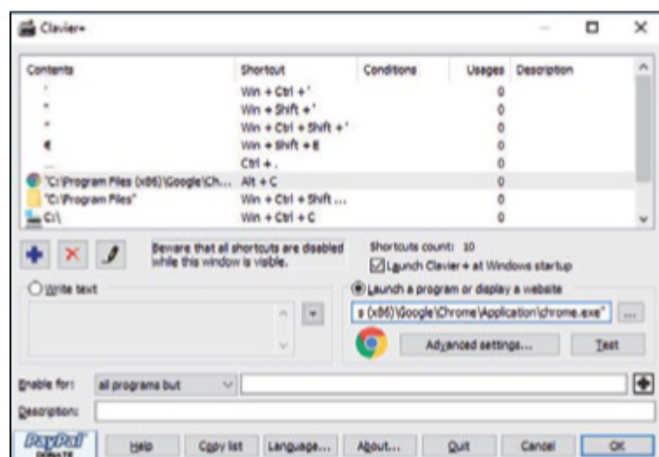 Clavier+
Contents Shortcut Conditions Usages Description
' Win + Ctrl + ' 0
" Win + Shift + ' 0
" Win + Ctrl + Shift + ' 0
Win + Shift + E 0
... Ctrl + . 0
"C:\Program Files (x86)\Google\Ch... Alt + C 0
"C:\Program Files" Win + Ctrl + Shift ... 0
C:\ Win + Ctrl + C 0
Beware that all shortcuts are disabled
while this window is visible.
Shortcuts count: 10
Launch Clavier+ at Windows startup
Write text
Launch a program or display a website
s (x86)\Google\Chrome\Application\chrome.exe" ...
Advanced settings... Test
Enable for: all programs but
Description:
PayPal
DONATE
Help Copy list Language... About... Quit Cancel OK